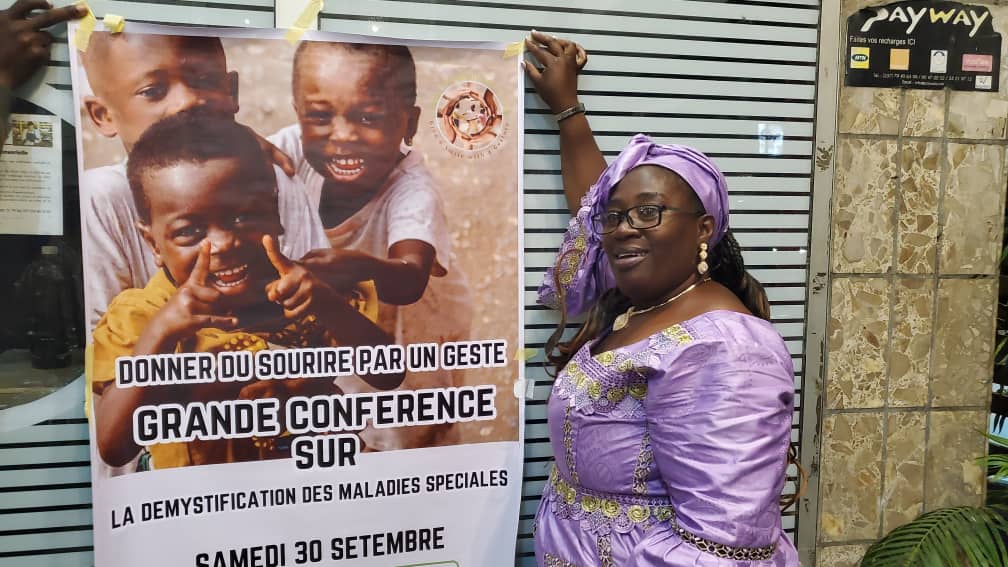 PAYWAY
Faites vos recharges ICI
DONNER DU SOURIRE PAR UN GESTE
GRANDE CONFERENCE
SUR
LA DEMYSTIFICATION DES MALADIES SPECIALES
SAMEDI 30 SETEMBRE